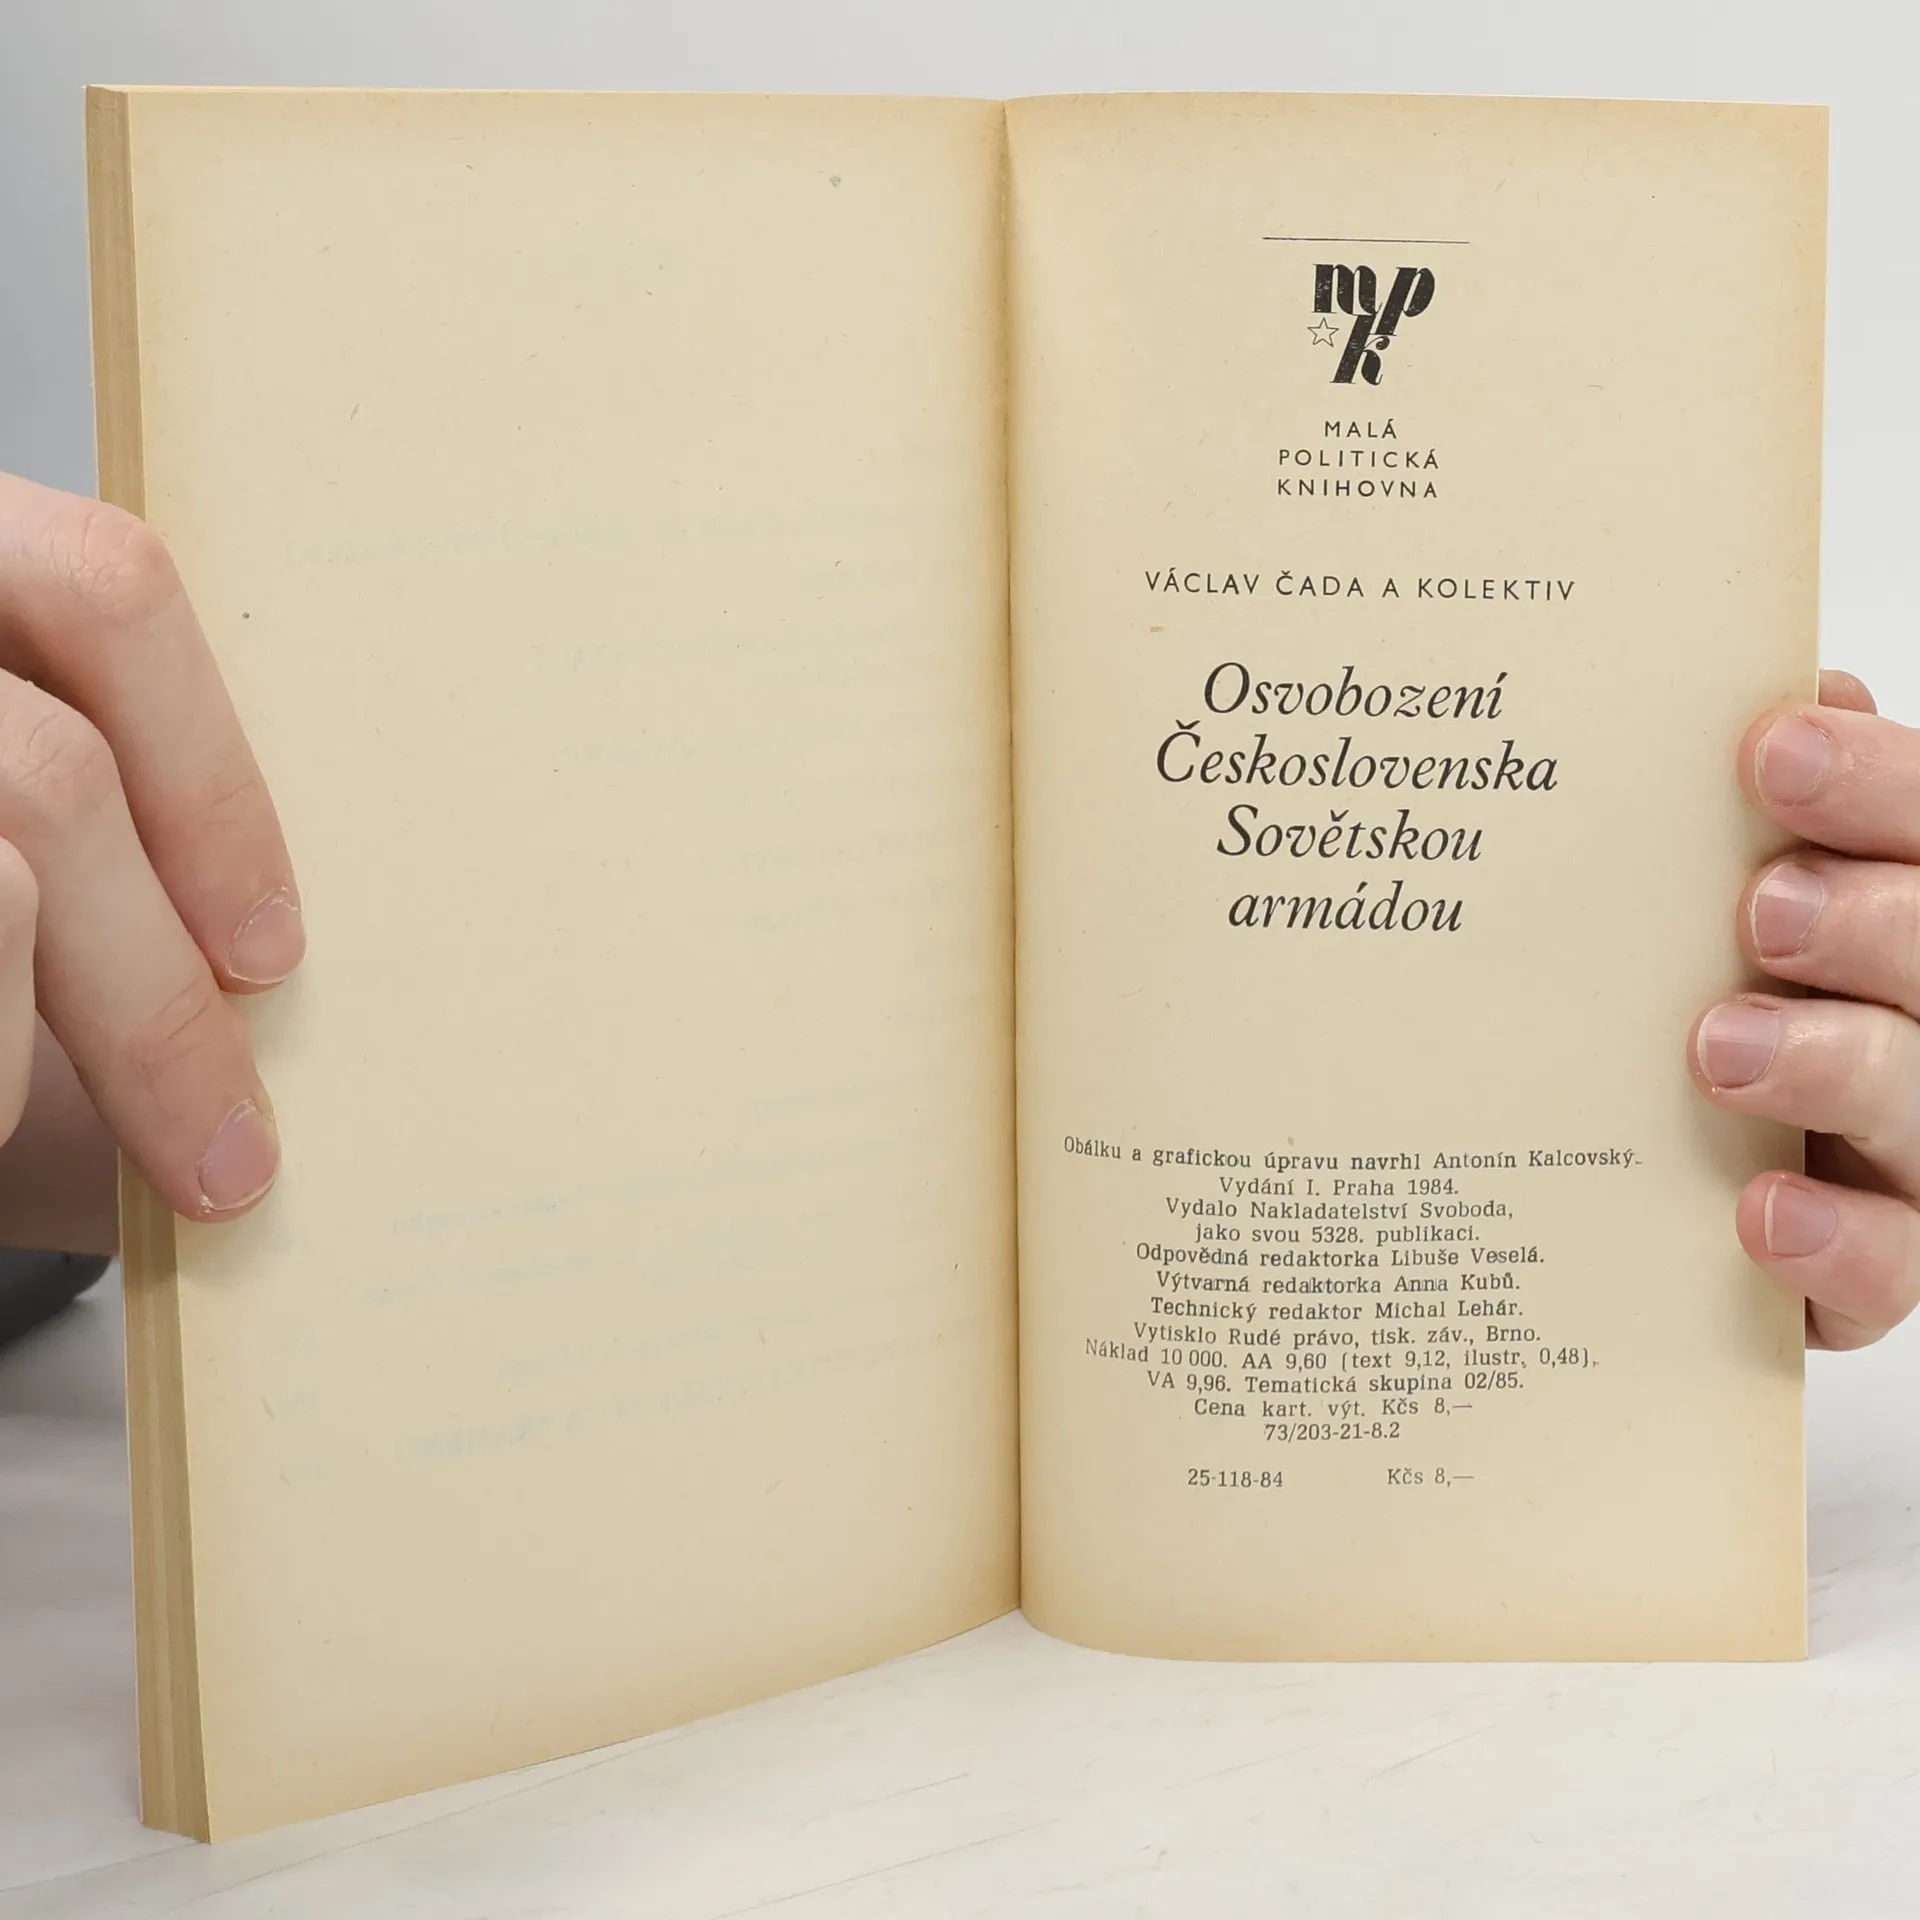 mpk
MALÁ
POLITICKÁ
KNIHOVNA
VÁCLAV ČADA A KOLEKTIV
Osvobození
Československa
Sovětskou
armádou
Obálku a grafickou úpravu navrhl Antonín Kalcovský.
Vydání I. Praha 1984.
Vydalo Nakladatelství Svoboda,
jako svou 5328. publikaci.
Odpovědná redaktorka Libuše Veselá.
Výtvarná redaktorka Anna Kubů.
Technický redaktor Michal Lehár.
Vytisklo Rudé právo, tisk. záv., Brno.
Náklad 10 000. AA 9,60 (text 9,12, ilustr. 0,48).
VA 9,96. Tematická skupina 02/85.
Cena kart. výt. Kčs 8,—
73/203-21-8.2
25-118-84 Kčs 8,—